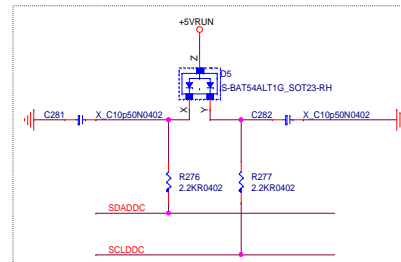 +5VRUN
Z
D5
S-BAT54ALT1G_SOT23-RH
X
Y
C281
X_C10p50N0402
C282
X_C10p50N0402
R276
2.2KR0402
R277
2.2KR0402
SDADDC
SCLDDC